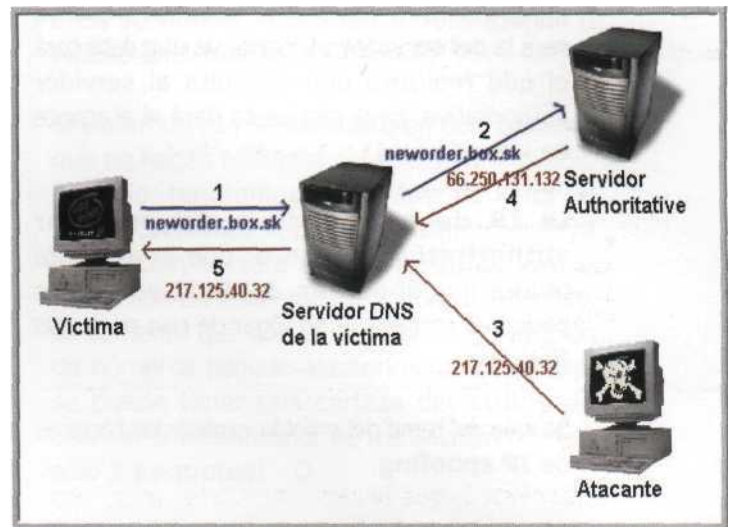 2
neworder.box.sk
66.250.131.132
4
Servidor
Authoritative
1
neworder.box.sk
5
217.125.40.32
Víctima
Servidor DNS
de la víctima
3
217.125.40.32
Atacante